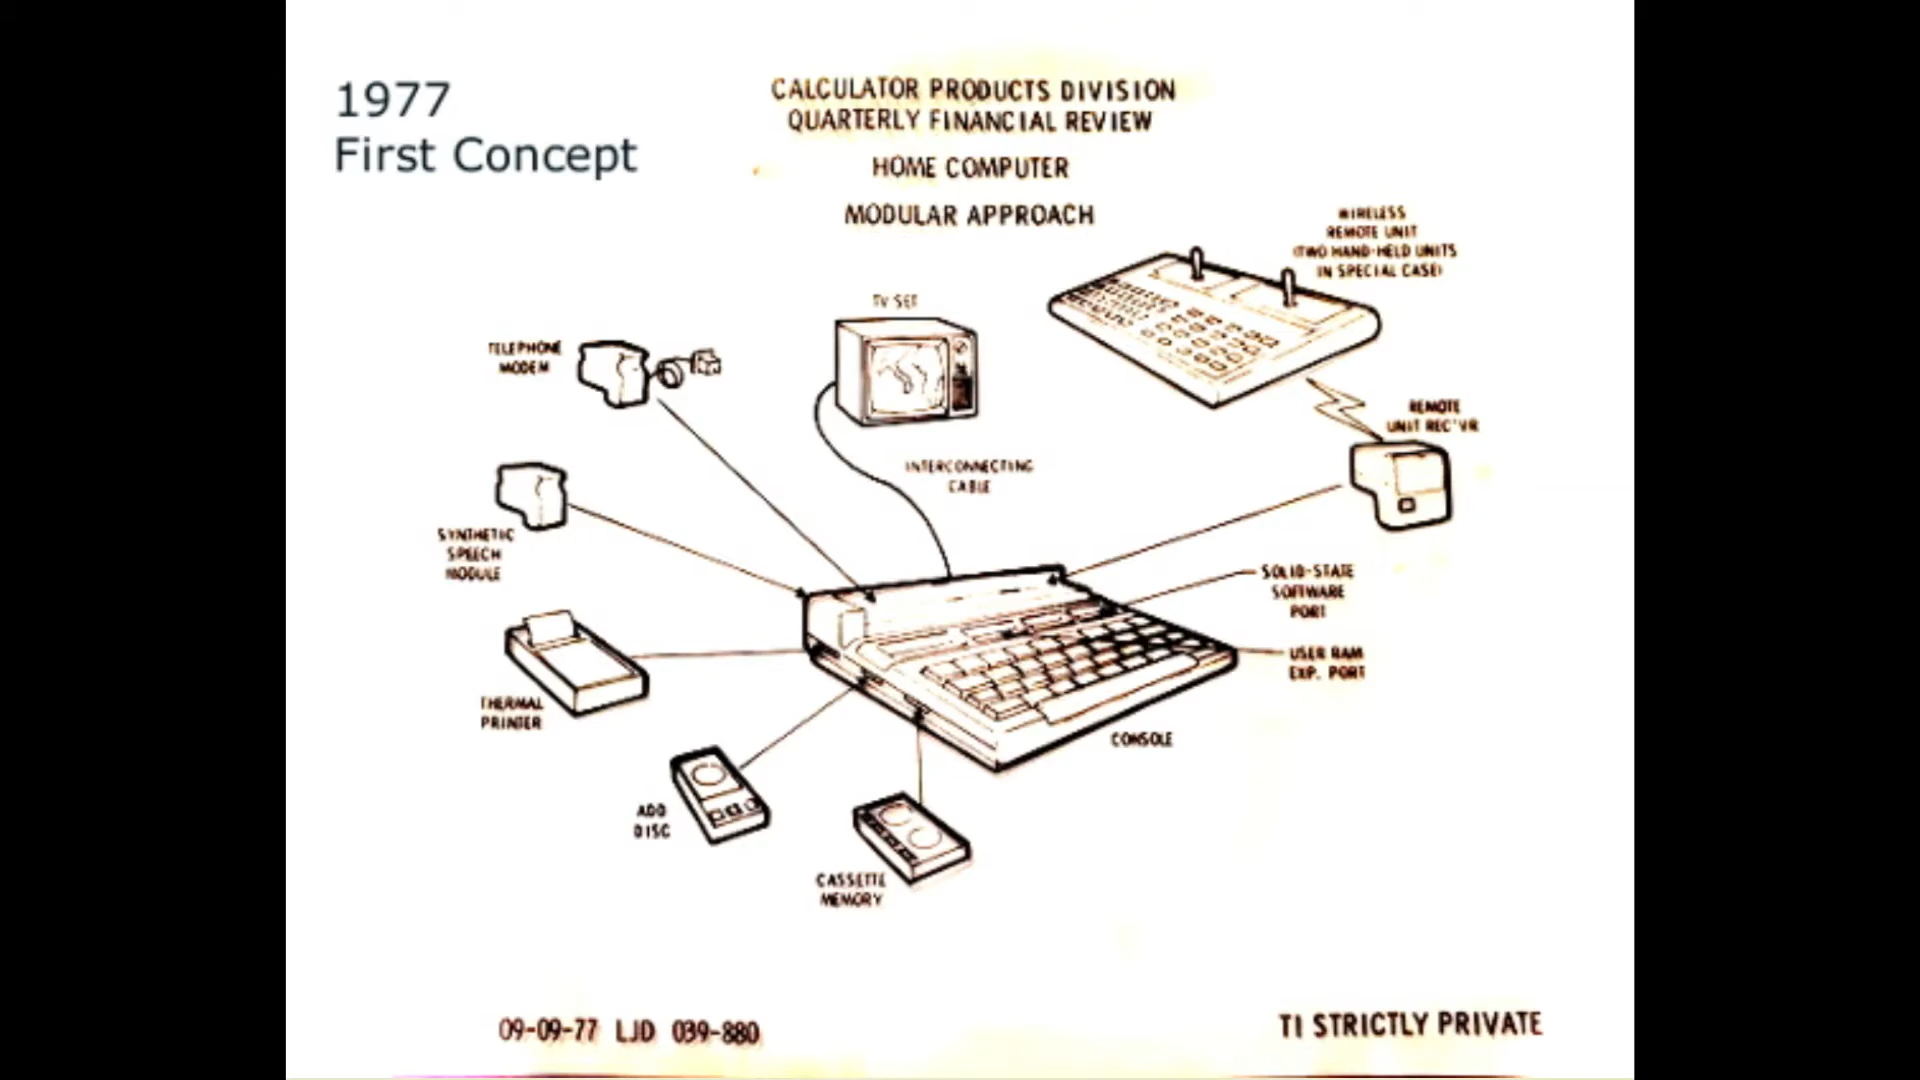 1977
First Concept
CALCULATOR PRODUCTS DIVISION
QUARTERLY FINANCIAL REVIEW
HOME COMPUTER
MODULAR APPROACH
WIRELESS
REMOTE UNIT
(TWO HAND-HELD UNITS
IN SPECIAL CASE)
TV SET
TELEPHONE
MODEM
REMOTE
UNIT REC'VR
INTERCONNECTING
CABLE
SYNTHETIC
SPEECH
MODULE
SOLID-STATE
SOFTWARE
PORT
USER RAM
EXP. PORT
THERMAL
PRINTER
CONSOLE
ADD
DISC
CASSETTE
MEMORY
09-09-77 LJD 039-880
TI STRICTLY PRIVATE